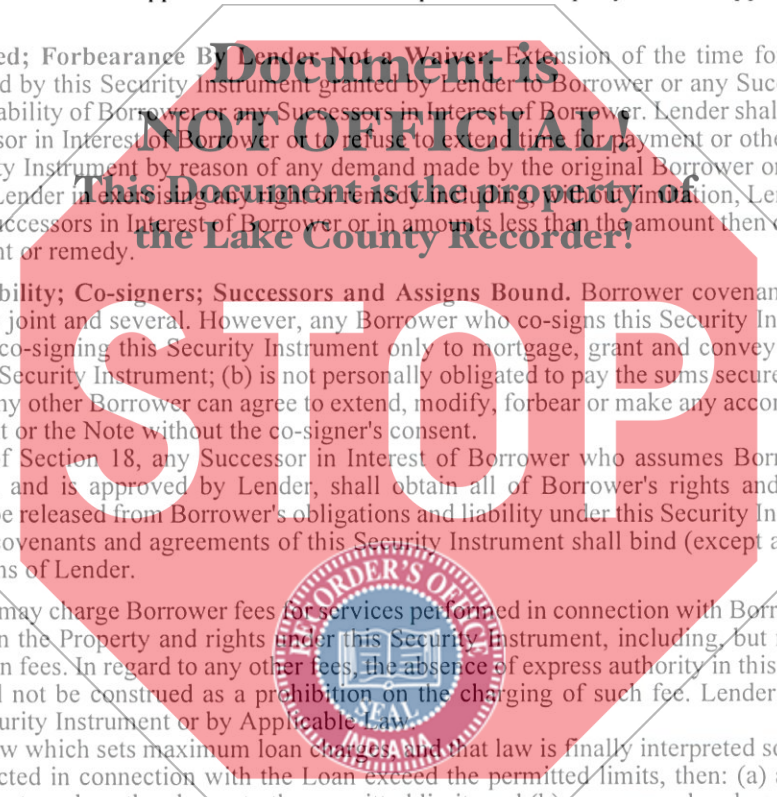 ed; Forbearance By Lender Not a Waiver. Extension of the time fo
d by this Security Instrument granted by Lender to Borrower or any Suc
ability of Borrower or any Successors in Interest of Borrower. Lender shal
sor in Interest of Borrower or to refuse to extend time for payment or othe
ty Instrument by reason of any demand made by the original Borrower or
Lender in exercising any right or remedy including, without limitation, Le
uccessors in Interest of Borrower or in amounts less than the amount then
nt or remedy.
Document is
NOT OFFICIAL!
This Document is the property of
the Lake County Recorder!
bility; Co-signers; Successors and Assigns Bound. Borrower covenan
joint and several. However, any Borrower who co-signs this Security In
co-signing this Security Instrument only to mortgage, grant and convey
Security Instrument; (b) is not personally obligated to pay the sums secure
ny other Borrower can agree to extend, modify, forbear or make any accor
t or the Note without the co-signer's consent.
STOP
f Section 18, any Successor in Interest of Borrower who assumes Borr
and is approved by Lender, shall obtain all of Borrower's rights and
be released from Borrower's obligations and liability under this Security In
covenants and agreements of this Security Instrument shall bind (except a
ns of Lender.
RECORDER'S OFFICE
SEAL
INDIANA
may charge Borrower fees for services performed in connection with Borr
n the Property and rights under this Security Instrument, including, but
n fees. In regard to any other fees, the absence of express authority in this
l not be construed as a prohibition on the charging of such fee. Lender
urity Instrument or by Applicable Law.
w which sets maximum loan charges, and that law is finally interpreted so
cted in connection with the Loan exceed the permitted limits, then: (a)